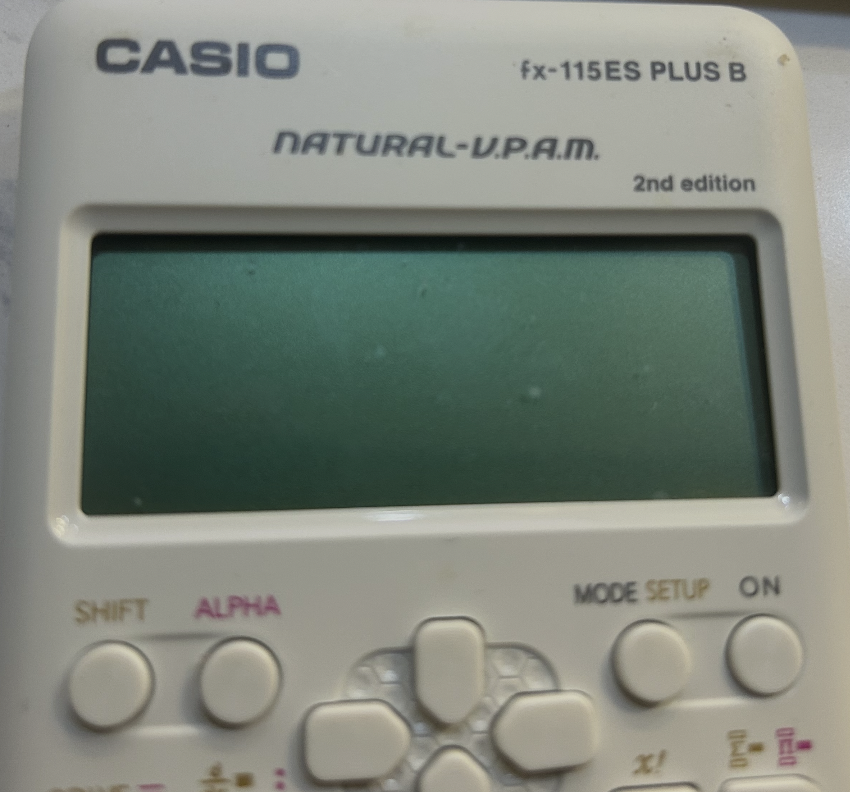 CASIO fx-115ES PLUS B
NATURAL-V.P.A.M.
2nd edition
SHIFT ALPHA MODE SETUP ON
x!